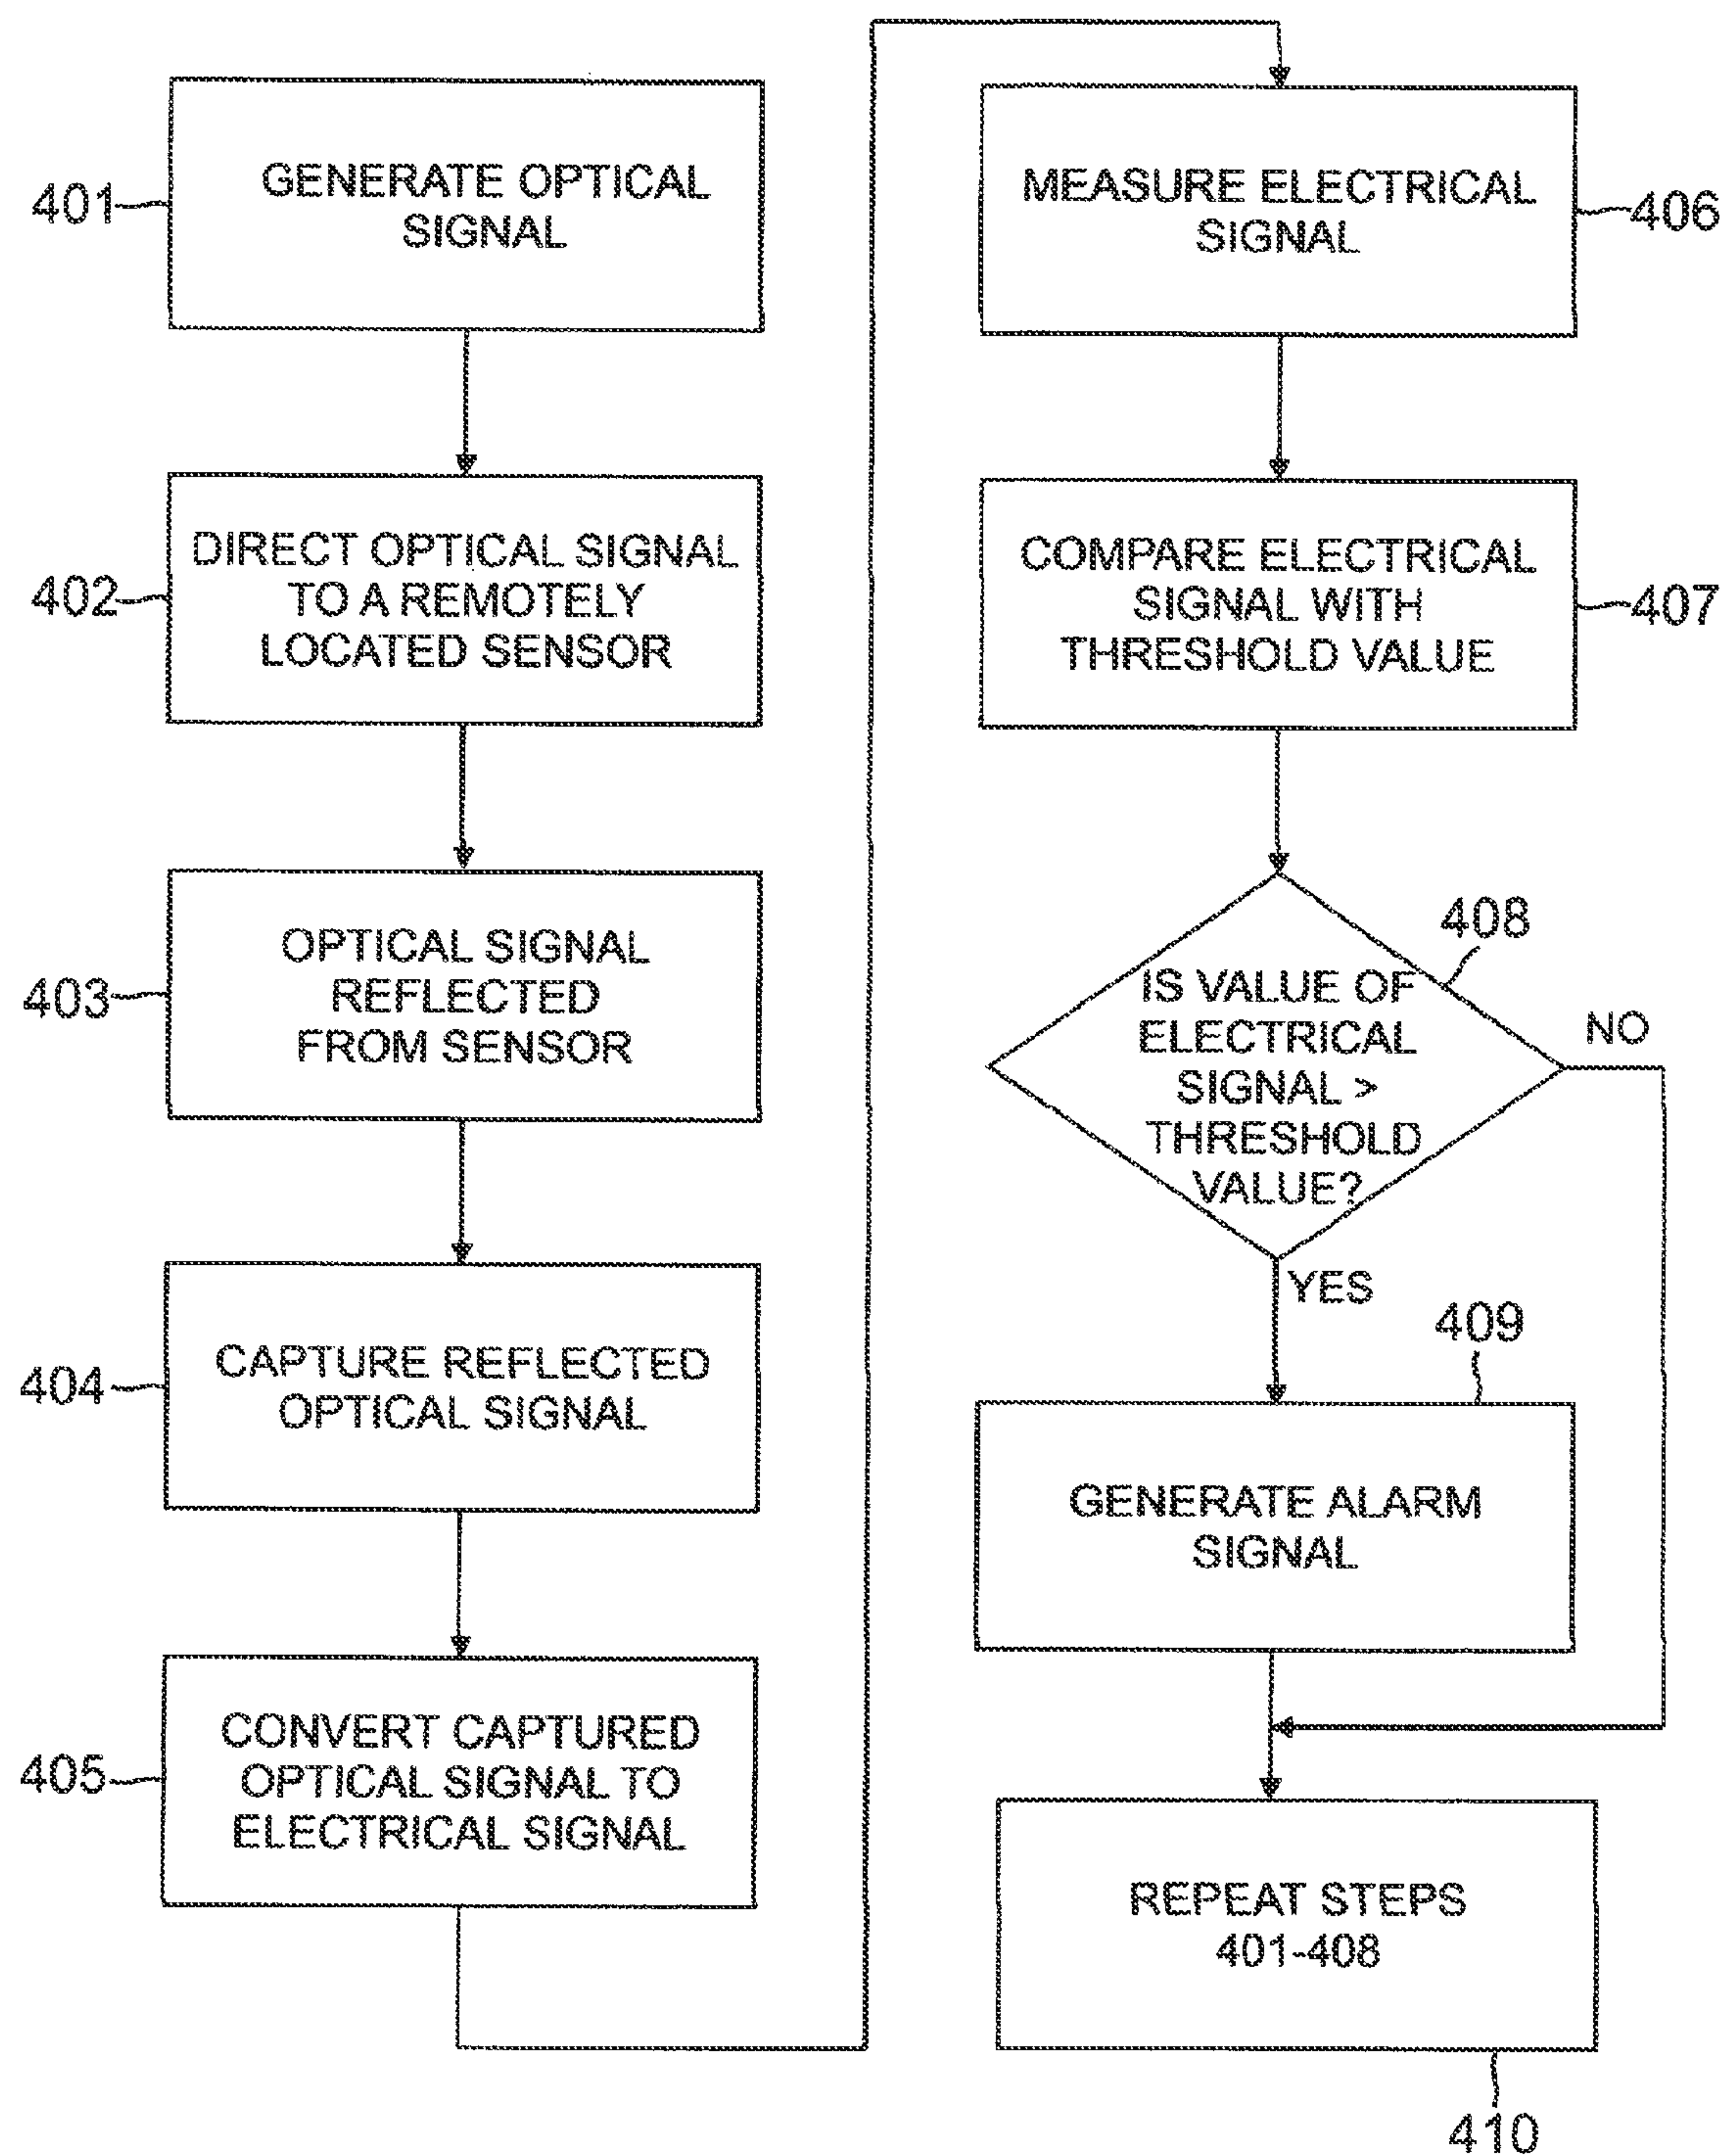 401
GENERATE OPTICAL
SIGNAL
402
DIRECT OPTICAL SIGNAL
TO A REMOTELY
LOCATED SENSOR
403
OPTICAL SIGNAL
REFLECTED
FROM SENSOR
404
CAPTURE REFLECTED
OPTICAL SIGNAL
405
CONVERT CAPTURED
OPTICAL SIGNAL TO
ELECTRICAL SIGNAL
MEASURE ELECTRICAL
SIGNAL
406
COMPARE ELECTRICAL
SIGNAL WITH
THRESHOLD VALUE
407
408
IS VALUE OF
ELECTRICAL
SIGNAL >
THRESHOLD
VALUE?
NO
YES
409
GENERATE ALARM
SIGNAL
REPEAT STEPS
401-408
410